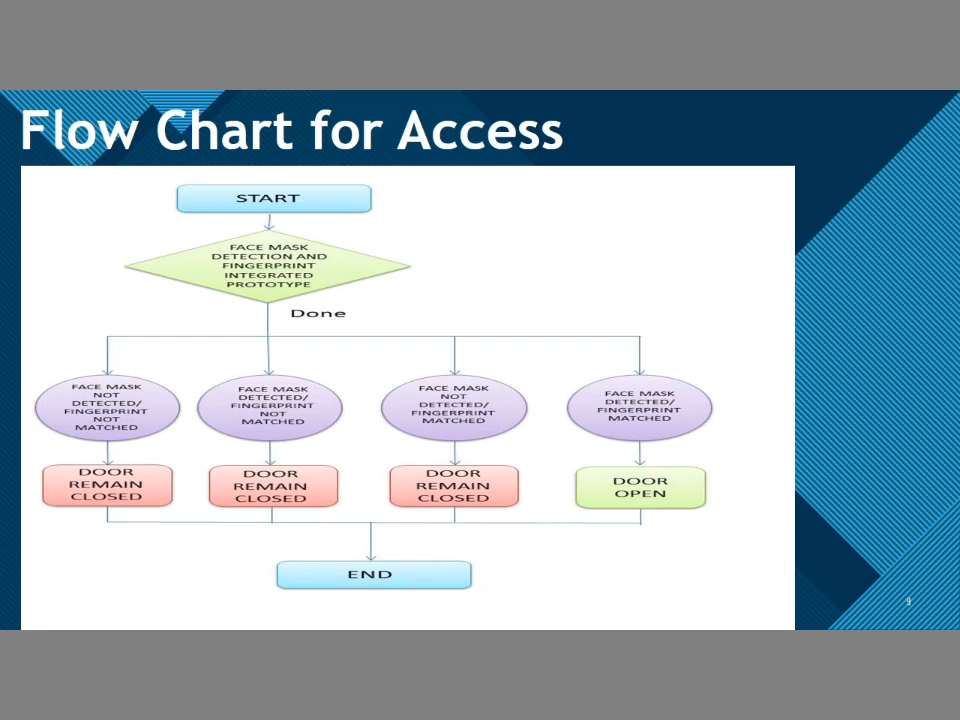 Flow Chart for Access
START
FACE MASK
DETECTION AND
FINGERPRINT
INTEGRATED
PROTOTYPE
Done
FACE MASK
NOT
DETECTED/
FINGERPRINT
NOT
MATCHED
FACE MASK
DETECTED/
FINGERPRINT
NOT
MATCHED
FACE MASK
NOT
DETECTED/
FINGERPRINT
MATCHED
FACE MASK
DETECTED/
FINGERPRINT
MATCHED
DOOR
REMAIN
CLOSED
DOOR
REMAIN
CLOSED
DOOR
REMAIN
CLOSED
DOOR
OPEN
END
9